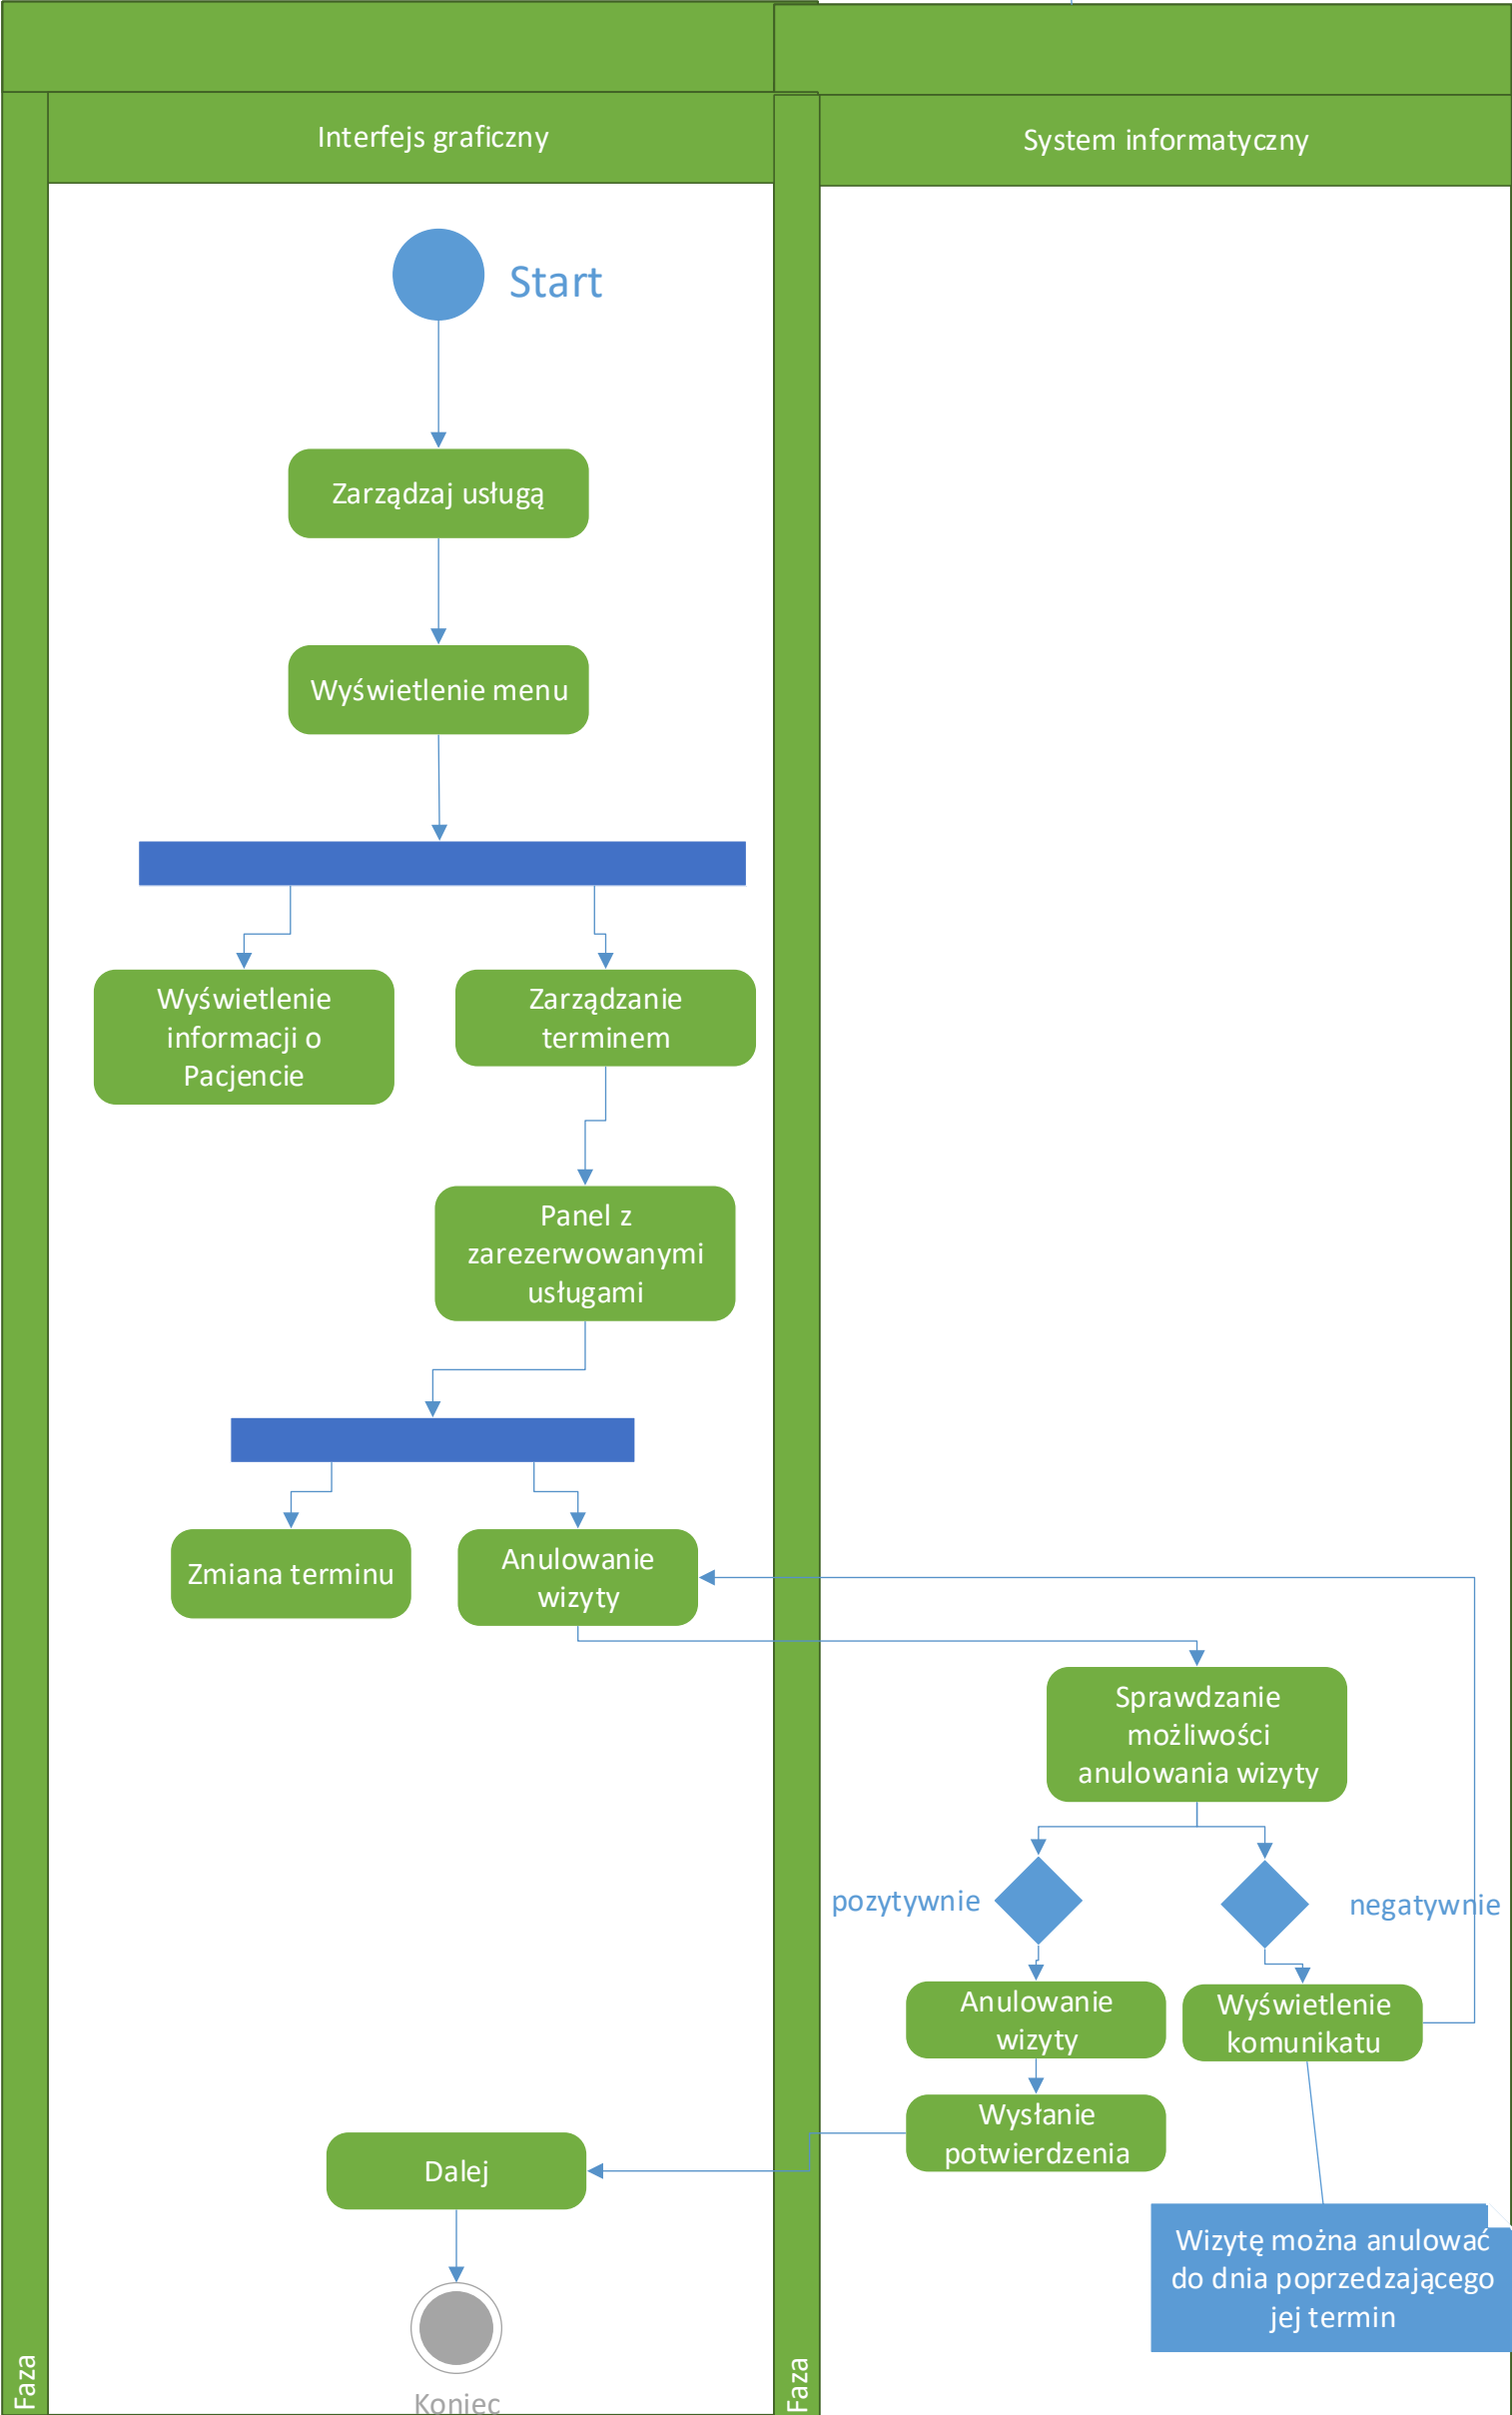 Interfejs graficzny
System informatyczny
Start
Zarządzaj usługą
Wyświetlenie menu
Wyświetlenie
informacji o
Pacjencie
Zarządzanie
terminem
Panel z
zarezerwowanymi
usługami
Zmiana terminu
Anulowanie
wizyty
Sprawdzanie
możliwości
anulowania wizyty
pozytywnie
negatywnie
Anulowanie
wizyty
Wyświetlenie
komunikatu
Wysłanie
potwierdzenia
Dalej
Wizytę można anulować
do dnia poprzedzającego
jej termin
Koniec
Faza
Faza